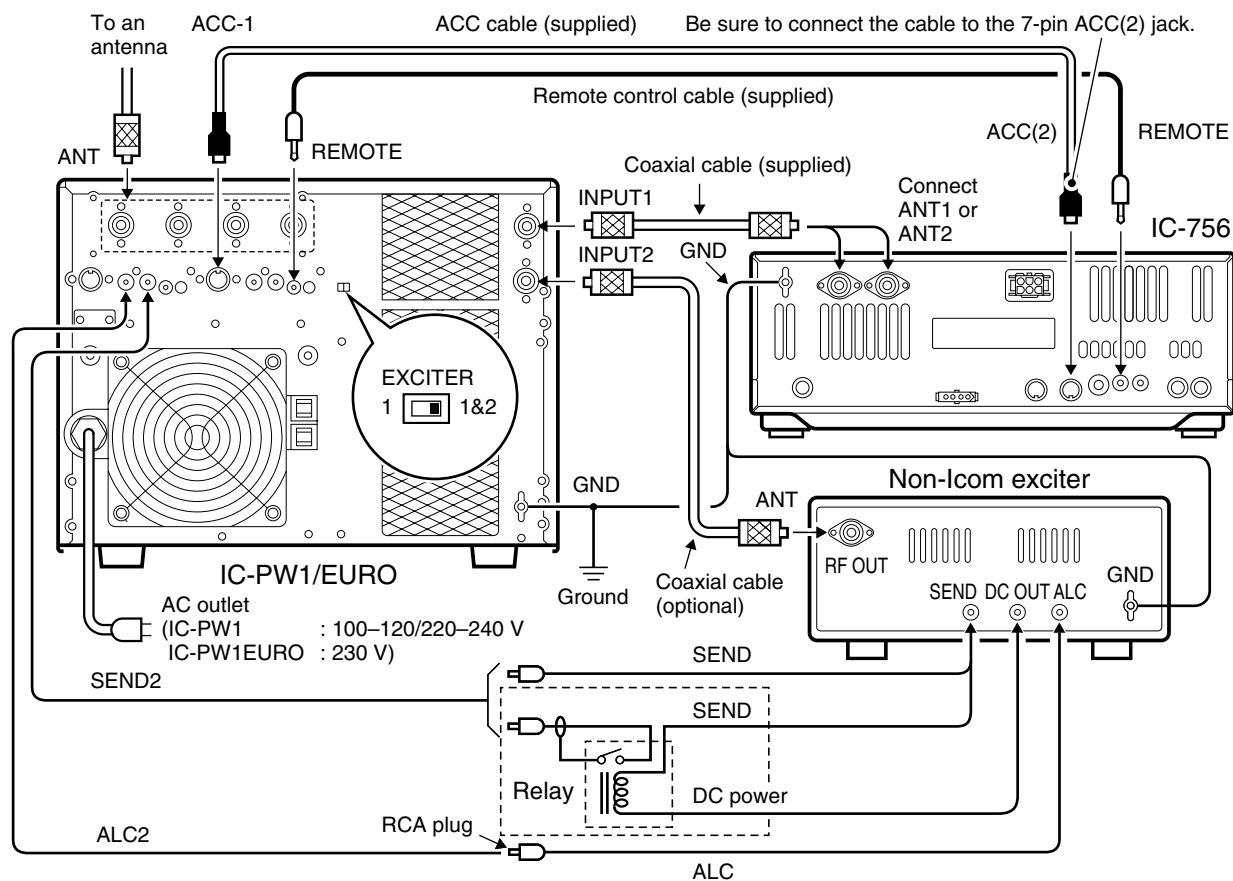 To an
antenna
ACC-1
ACC cable (supplied)
Be sure to connect the cable to the 7-pin ACC(2) jack.
Remote control cable (supplied)
ANT
REMOTE
ACC(2)
REMOTE
Coaxial cable (supplied)
INPUT1
Connect
ANT1 or
ANT2
IC-756
GND
INPUT2
EXCITER
1 1&2
GND
Non-Icom exciter
ANT
RF OUT
Ground
Coaxial cable
(optional)
SEND DC OUT ALC
GND
IC-PW1/EURO
AC outlet
(IC-PW1 : 100–120/220–240 V
IC-PW1EURO : 230 V)
SEND2
SEND
SEND
Relay
DC power
RCA plug
ALC2
ALC